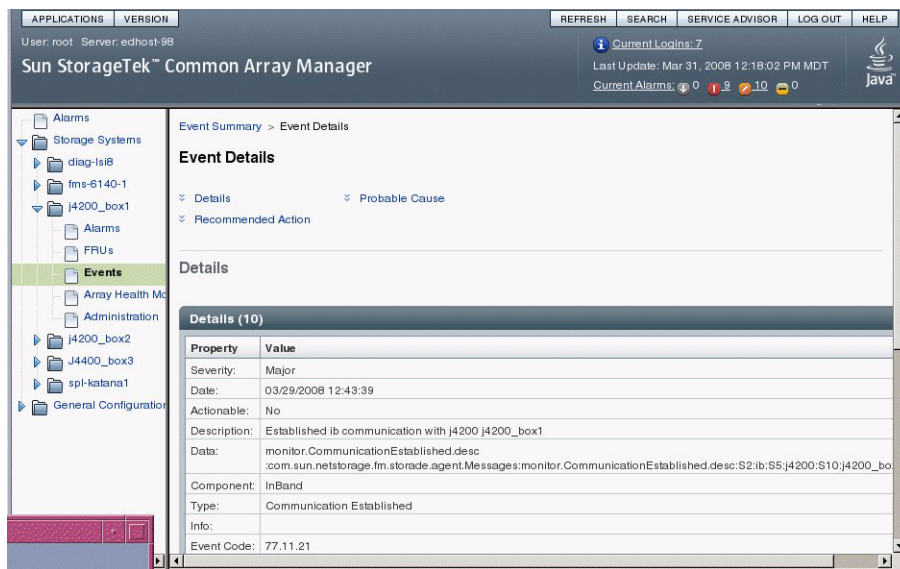 APPLICATIONS VERSION
REFRESH SEARCH SERVICE ADVISOR LOG OUT HELP
User: root Server: edhost-98
Sun StorageTek™ Common Array Manager
Current Logins: 7
Last Update: Mar 31, 2008 12:18:02 PM MDT
Current Alarms: 0 9 10 0
Java™
Alarms
Storage Systems
diag-lsi8
fms-6140-1
j4200_box1
Alarms
FRUs
Events
Array Health Mo
Administration
j4200_box2
J4400_box3
spl-katana1
General Configuration
Event Summary > Event Details
Event Details
Details
Probable Cause
Recommended Action
Details
Details (10)
Property Value
Severity: Major
Date: 03/29/2008 12:43:39
Actionable: No
Description: Established ib communication with j4200 j4200_box1
Data: monitor.CommunicationEstablished.desc
:com.sun.netstorage.fm.storade.agent.Messages:monitor.CommunicationEstablished.desc:S2:ib:S5:j4200:S10:j4200_bo
Component: InBand
Type: Communication Established
Info:
Event Code: 77.11.21